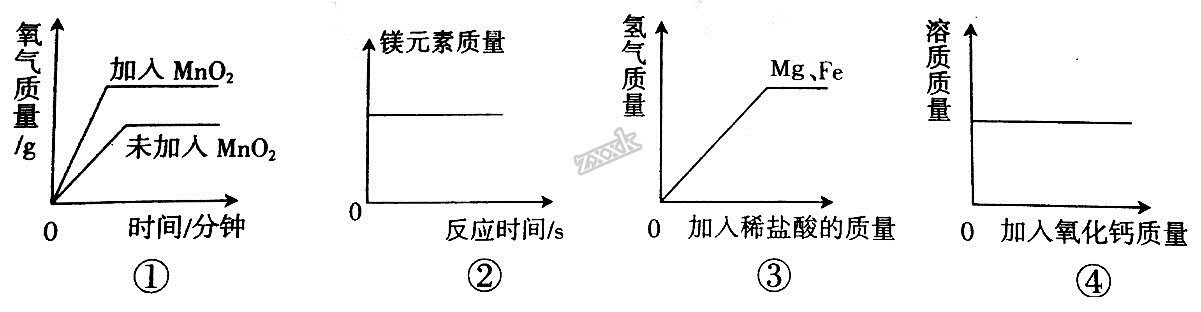 氧气质量/g
加入 MnO₂
未加入 MnO₂
0
时间/分钟
①
镁元素质量
0
反应时间/s
②
氢气质量
Mg、Fe
0
加入稀盐酸的质量
③
溶质质量
0
加入氧化钙质量
④
zxxk